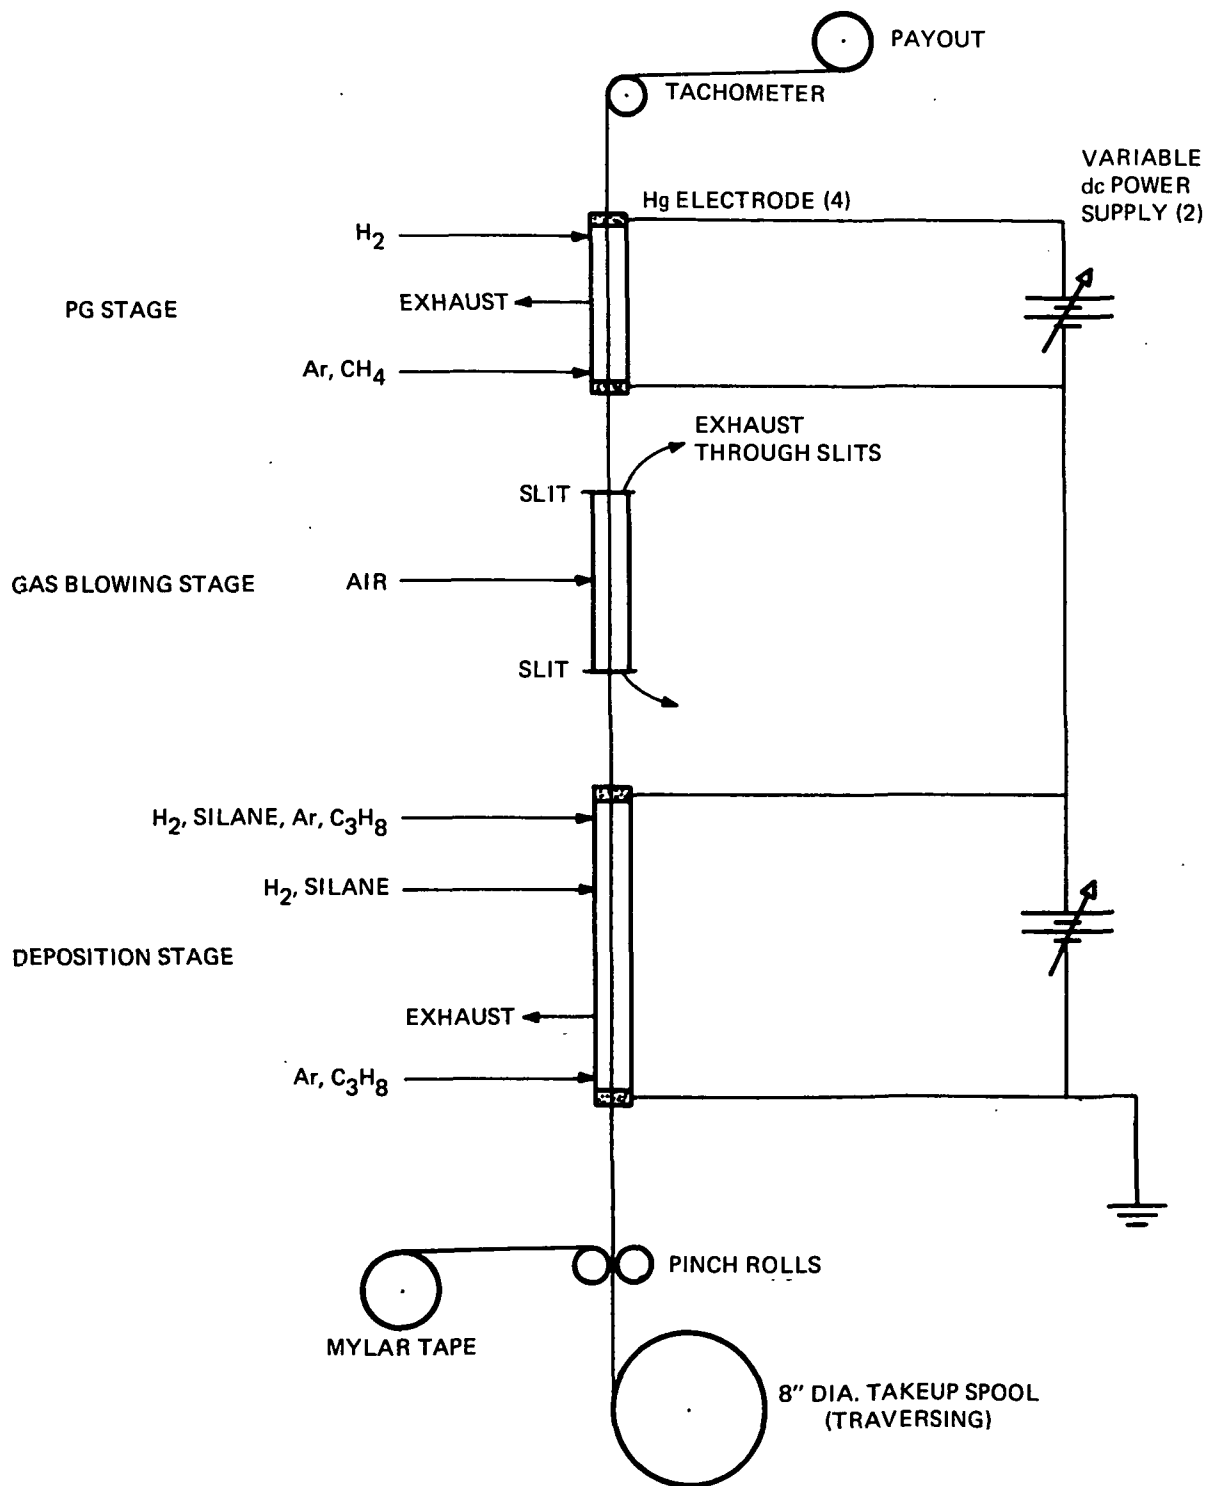 PAYOUT
TACHOMETER
VARIABLE
dc POWER
SUPPLY (2)
Hg ELECTRODE (4)
H2
EXHAUST
PG STAGE
Ar, CH4
EXHAUST
THROUGH SLITS
SLIT
GAS BLOWING STAGE
AIR
SLIT
H2, SILANE, Ar, C3H8
H2, SILANE
DEPOSITION STAGE
EXHAUST
Ar, C3H8
PINCH ROLLS
MYLAR TAPE
8" DIA. TAKEUP SPOOL
(TRAVERSING)